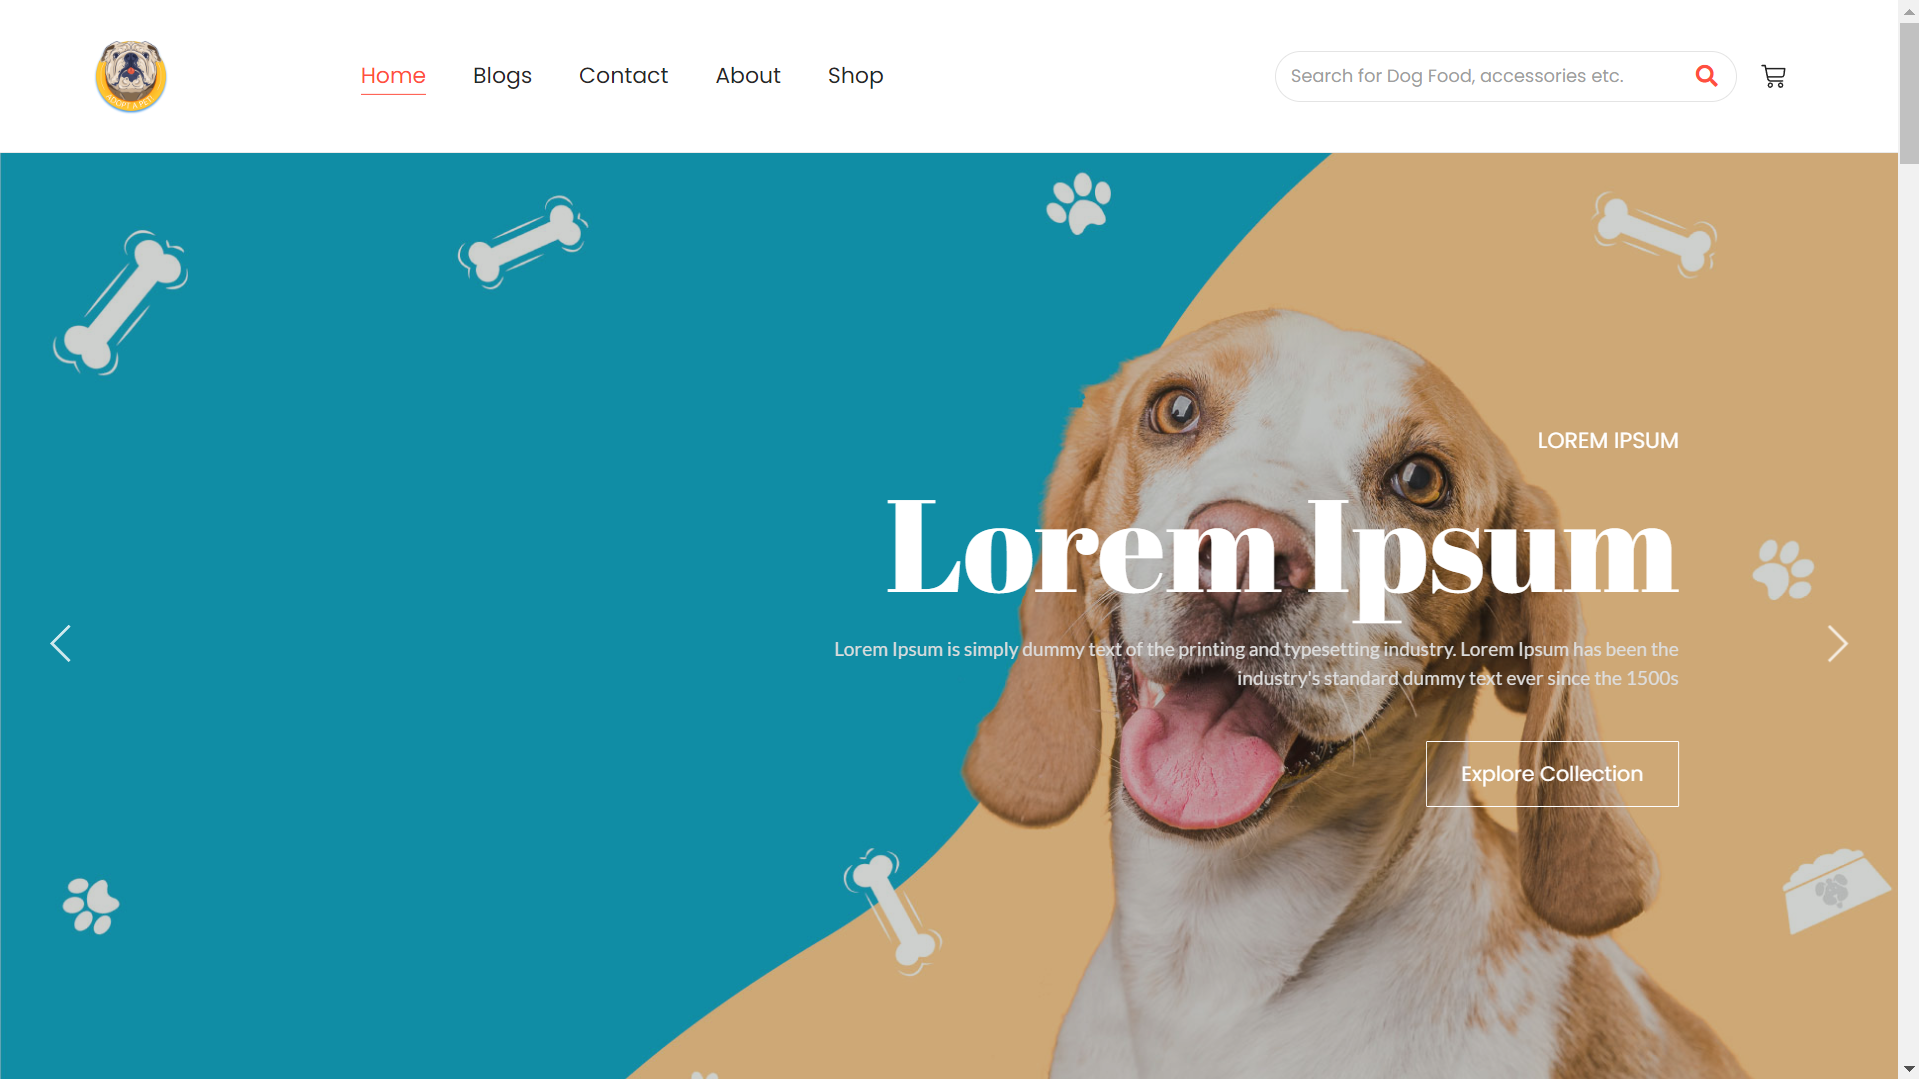 ADOPT A PET!
Home Blogs Contact About Shop
Search for Dog Food, accessories etc.
LOREM IPSUM
Lorem Ipsum
Lorem Ipsum is simply dummy text of the printing and typesetting industry. Lorem Ipsum has been the
industry's standard dummy text ever since the 1500s
Explore Collection